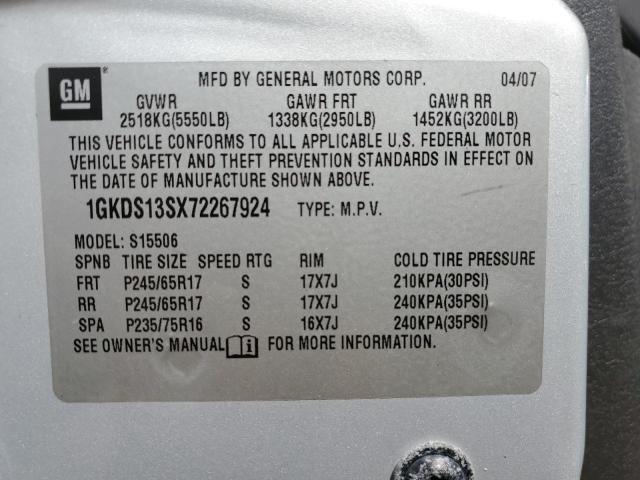 GM ® MFD BY GENERAL MOTORS CORP. 04/07
GVWR GAWR FRT GAWR RR
2518KG(5550LB) 1338KG(2950LB) 1452KG(3200LB)
THIS VEHICLE CONFORMS TO ALL APPLICABLE U.S. FEDERAL MOTOR
VEHICLE SAFETY AND THEFT PREVENTION STANDARDS IN EFFECT ON
THE DATE OF MANUFACTURE SHOWN ABOVE.
1GKDS13SX72267924 TYPE: M.P.V.
MODEL: S15506
SPNB TIRE SIZE SPEED RTG RIM COLD TIRE PRESSURE
FRT P245/65R17 S 17X7J 210KPA(30PSI)
RR P245/65R17 S 17X7J 240KPA(35PSI)
SPA P235/75R16 S 16X7J 240KPA(35PSI)
SEE OWNER'S MANUAL i FOR MORE INFORMATION.